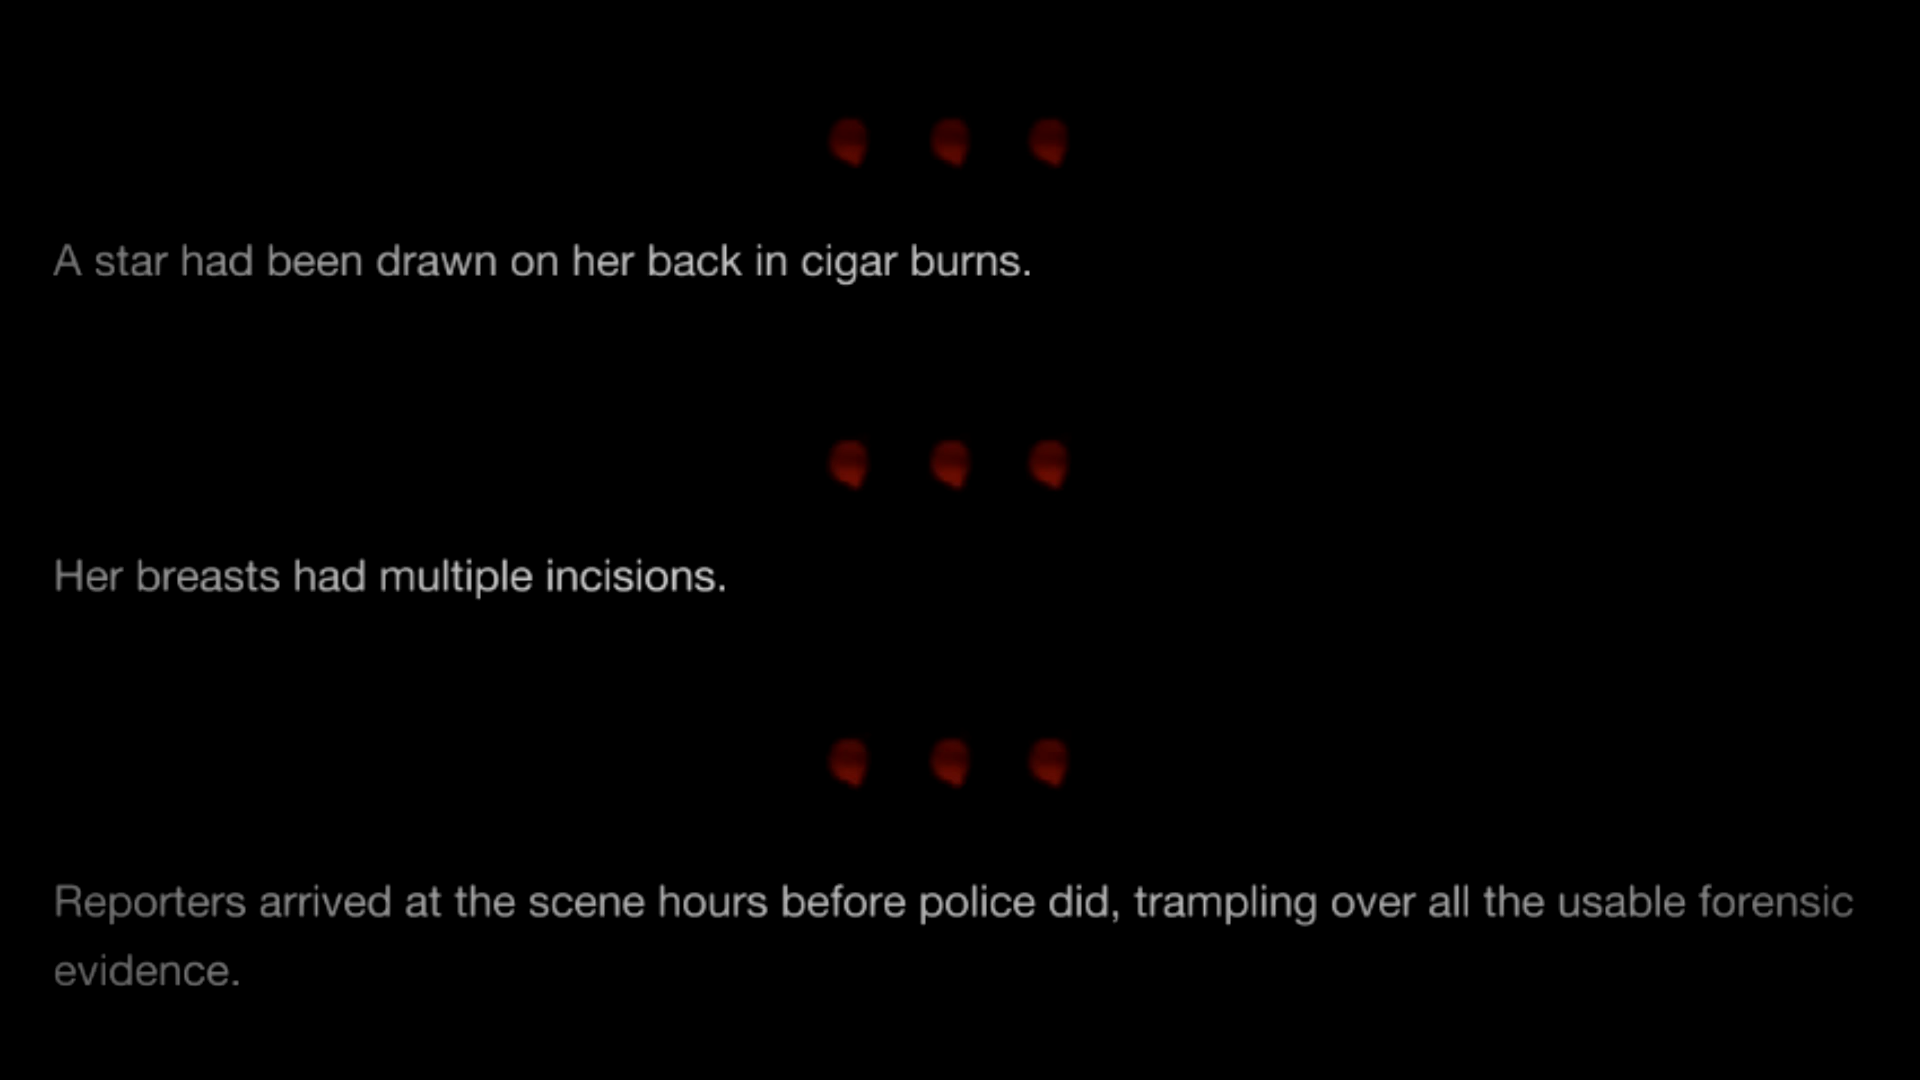 A star had been drawn on her back in cigar burns.
Her breasts had multiple incisions.
Reporters arrived at the scene hours before police did, trampling over all the usable forensic
evidence.